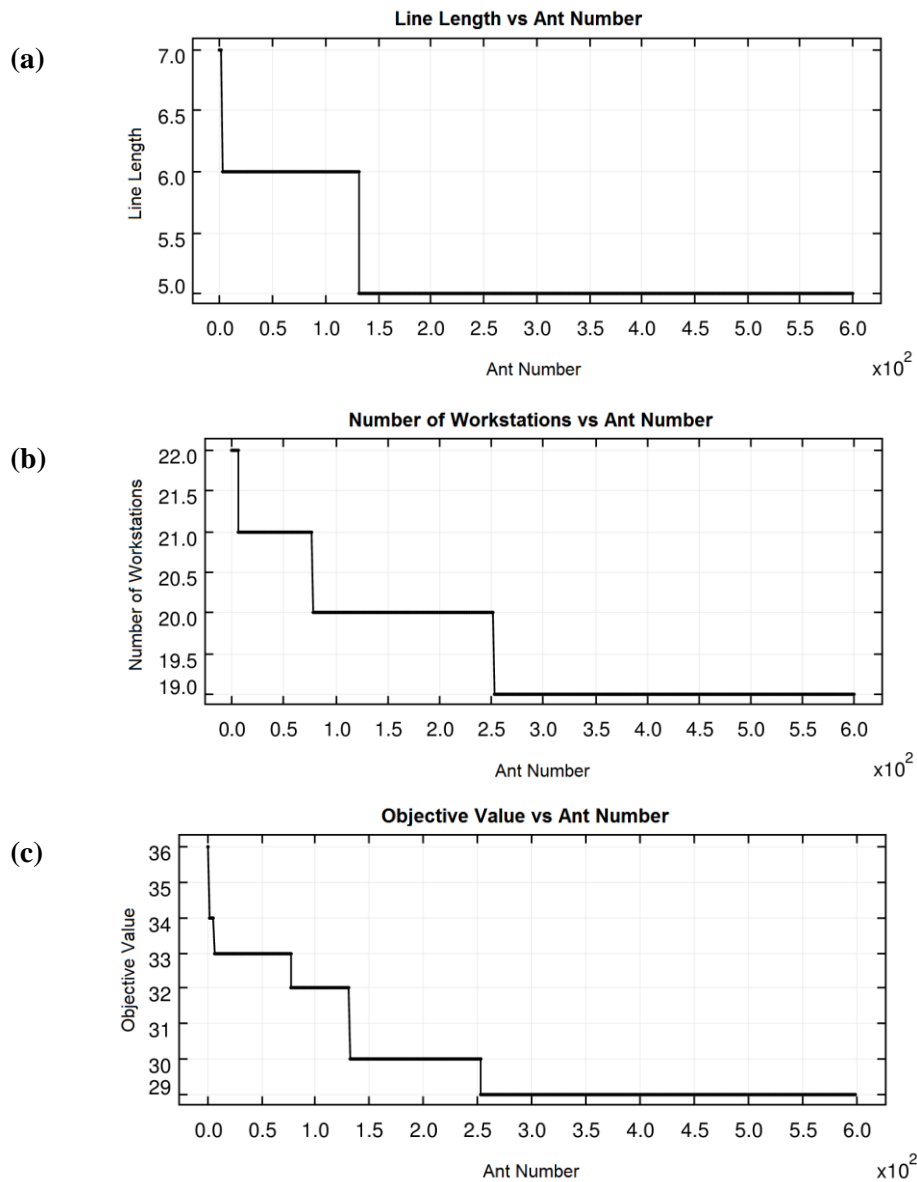 Line Length vs Ant Number
(a)
7.0
6.5
6.0
5.5
5.0
Line Length
0.0 0.5 1.0 1.5 2.0 2.5 3.0 3.5 4.0 4.5 5.0 5.5 6.0
Ant Number
x10²
Number of Workstations vs Ant Number
(b)
22.0
21.5
21.0
20.5
20.0
19.5
19.0
Number of Workstations
0.0 0.5 1.0 1.5 2.0 2.5 3.0 3.5 4.0 4.5 5.0 5.5 6.0
Ant Number
x10²
Objective Value vs Ant Number
(c)
36
35
34
33
32
31
30
29
Objective Value
0.0 0.5 1.0 1.5 2.0 2.5 3.0 3.5 4.0 4.5 5.0 5.5 6.0
Ant Number
x10²